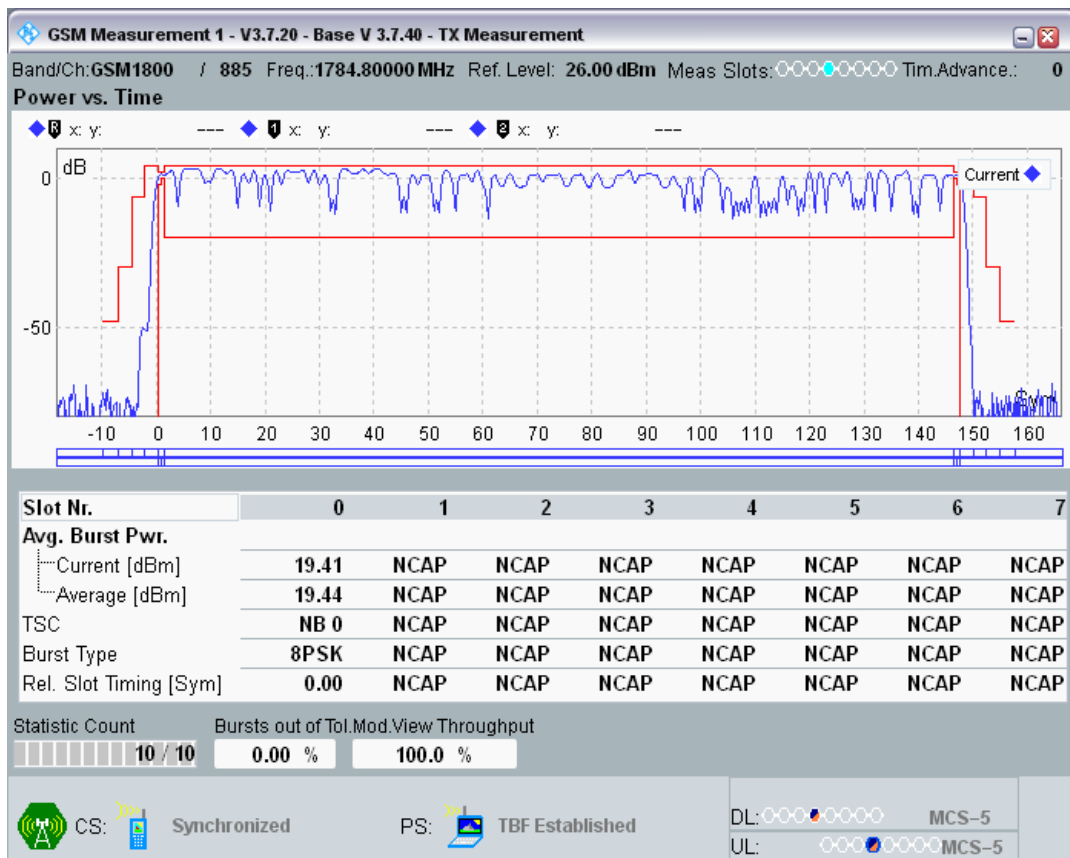 GSM Measurement 1 - V3.7.20 - Base V 3.7.40 - TX Measurement
Band/Ch:GSM1800 / 885 Freq.:1784.80000 MHz Ref. Level: 26.00 dBm Meas Slots: Tim.Advance.: 0
Power vs. Time
R x: y: --- 1 x: y: --- 2 x: y: ---
dB
Current
0
-50
-10 0 10 20 30 40 50 60 70 80 90 100 110 120 130 140 150 160
Slot Nr. 0 1 2 3 4 5 6 7
Avg. Burst Pwr.
Current [dBm] 19.41 NCAP NCAP NCAP NCAP NCAP NCAP NCAP
Average [dBm] 19.44 NCAP NCAP NCAP NCAP NCAP NCAP NCAP
TSC NB 0 NCAP NCAP NCAP NCAP NCAP NCAP NCAP
Burst Type 8PSK NCAP NCAP NCAP NCAP NCAP NCAP NCAP
Rel. Slot Timing [Sym] 0.00 NCAP NCAP NCAP NCAP NCAP NCAP NCAP
Statistic Count Bursts out of Tol.Mod.View Throughput
10 / 10 0.00 % 100.0 %
CS: Synchronized PS: TBF Established DL: MCS-5
UL: MCS-5